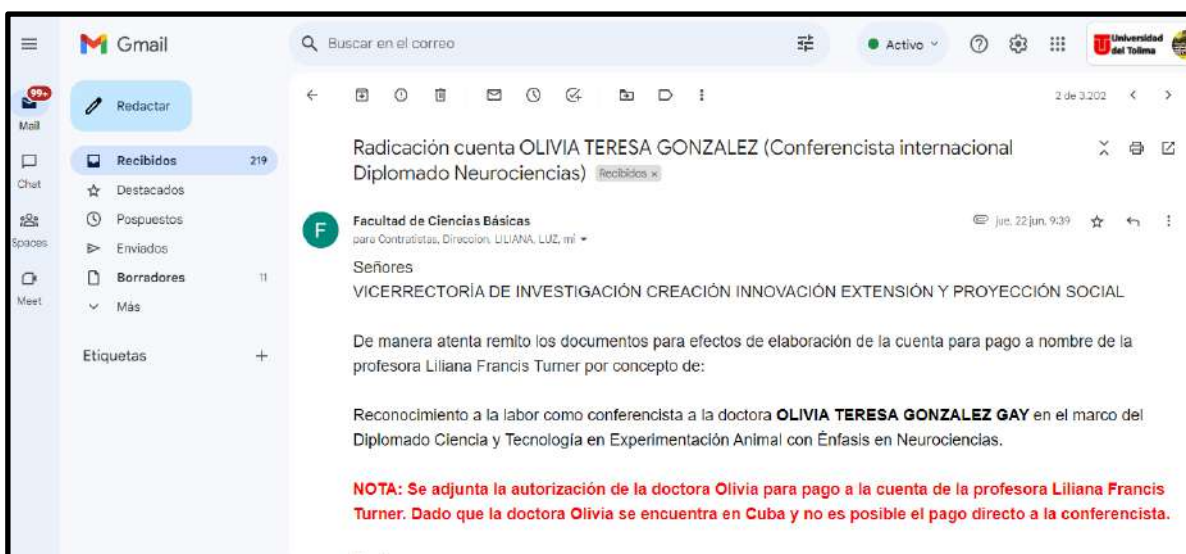 Gmail
Buscar en el correo
Activo
Universidad
del Tolima
99+
Mail
Redactar
2 de 3.202
Recibidos 219
Chat
Destacados
Pospuestos
Spaces
Enviados
Borradores 11
Meet
Más
Etiquetas
Radicación cuenta OLIVIA TERESA GONZALEZ (Conferencista internacional
Diplomado Neurociencias) Recibidos x
F
Facultad de Ciencias Básicas
jue, 22 jun, 9:39
para Contratistas, Direccion, LILIANA, LUZ, mí
Señores
VICERRECTORÍA DE INVESTIGACIÓN CREACIÓN INNOVACIÓN EXTENSIÓN Y PROYECCIÓN SOCIAL
De manera atenta remito los documentos para efectos de elaboración de la cuenta para pago a nombre de la
profesora Liliana Francis Turner por concepto de:
Reconocimiento a la labor como conferencista a la doctora OLIVIA TERESA GONZALEZ GAY en el marco del
Diplomado Ciencia y Tecnología en Experimentación Animal con Énfasis en Neurociencias.
NOTA: Se adjunta la autorización de la doctora Olivia para pago a la cuenta de la profesora Liliana Francis
Turner. Dado que la doctora Olivia se encuentra en Cuba y no es posible el pago directo a la conferencista.